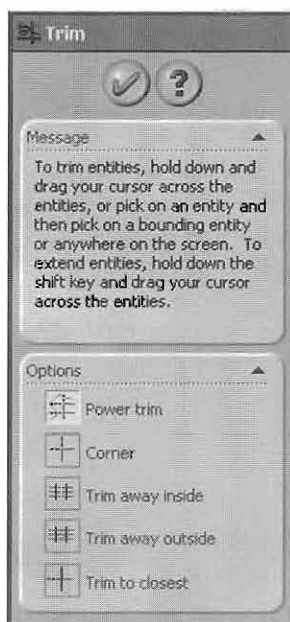 Trim
?
Message
To trim entities, hold down and
drag your cursor across the
entities, or pick on an entity and
then pick on a bounding entity
or anywhere on the screen. To
extend entities, hold down the
shift key and drag your cursor
across the entities.
Options
Power trim
Corner
Trim away inside
Trim away outside
Trim to closest